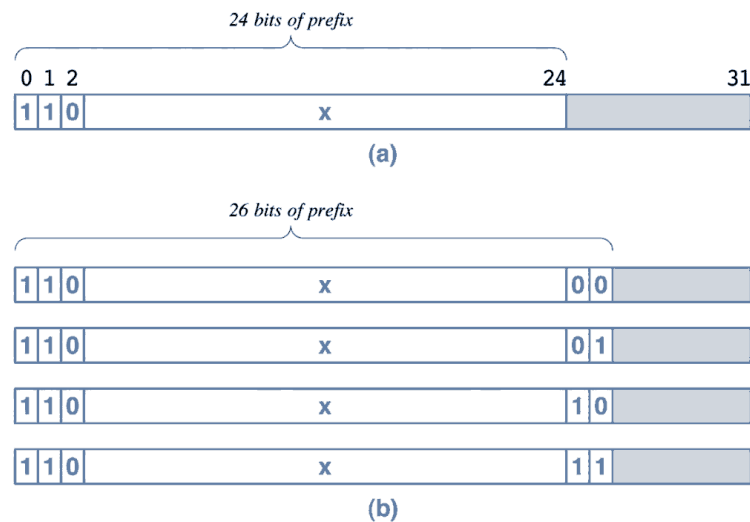 24 bits of prefix
0 1 2 24 31
1 1 0 x
(a)
26 bits of prefix
1 1 0 x 0 0
1 1 0 x 0 1
1 1 0 x 1 0
1 1 0 x 1 1
(b)